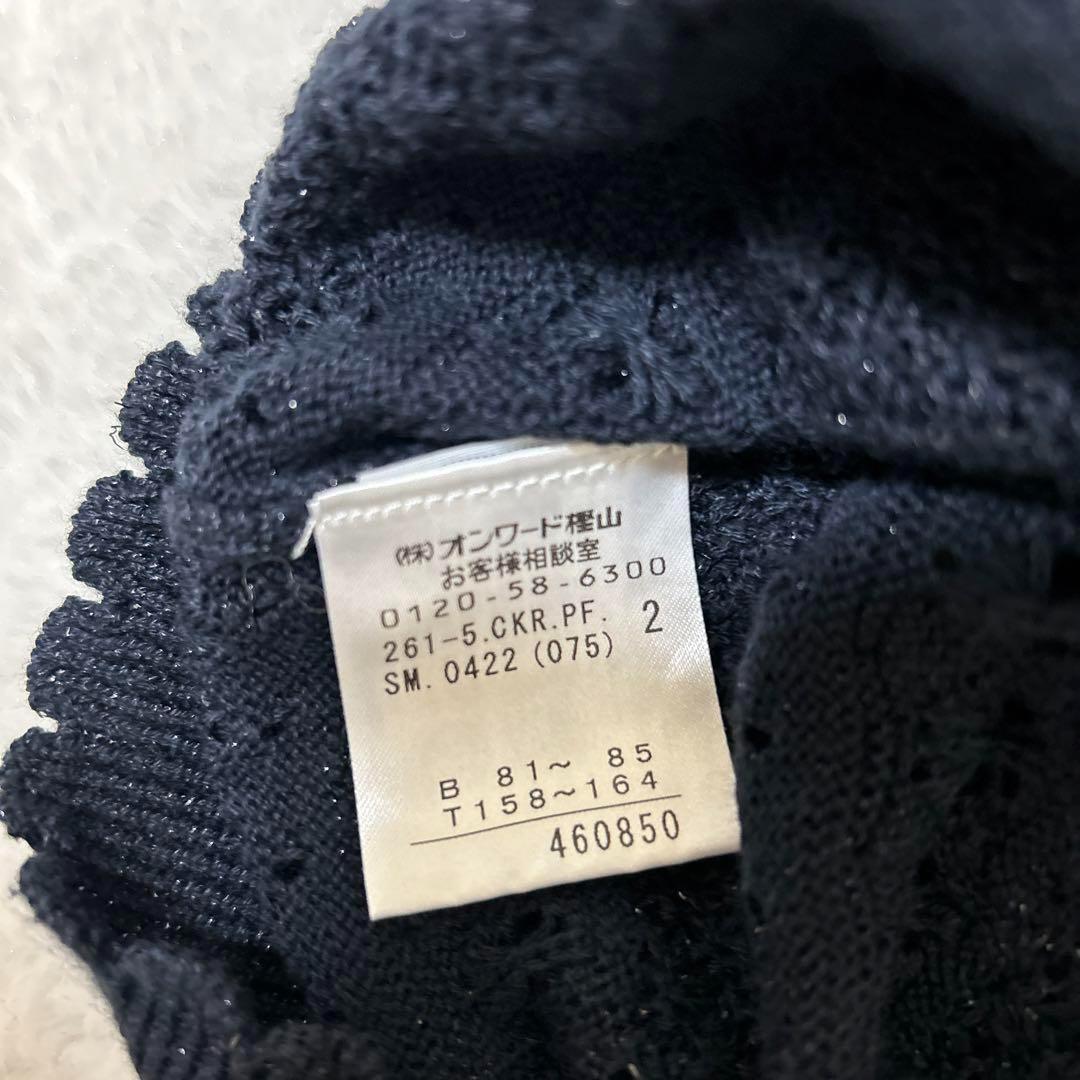 (株)オンワード樫山
お客様相談室
0120-58-6300
261-5.CKR.PF. 2
SM. 0422 (075)
B 81～ 85
T158～164
460850